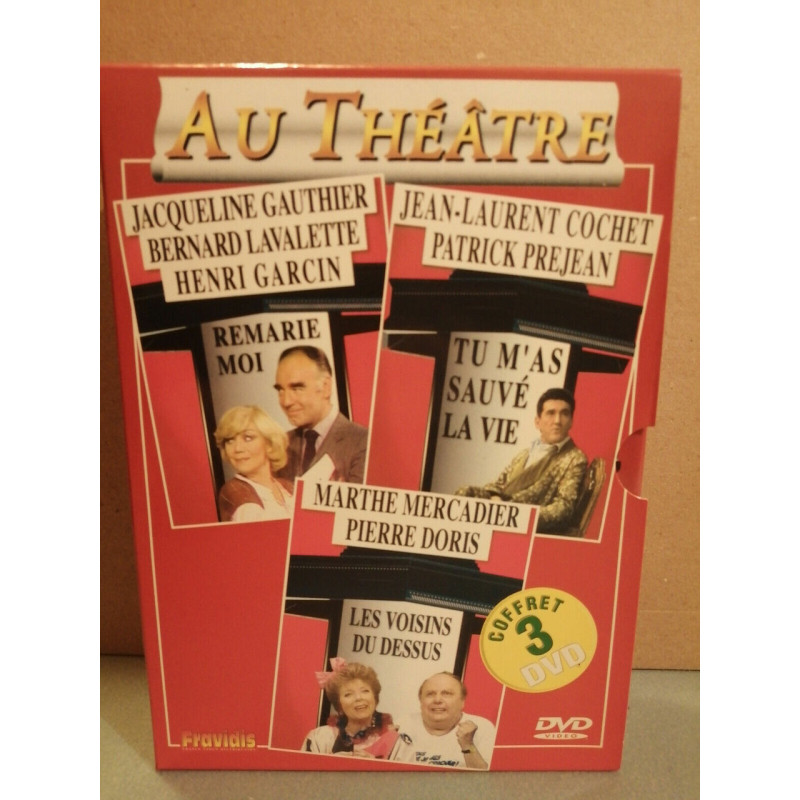 AU THÉÂTRE
JACQUELINE GAUTHIER
BERNARD LAVALETTE
HENRI GARCIN
REMARIE
MOI
JEAN-LAURENT COCHET
PATRICK PREJEAN
TU M'AS
SAUVÉ
LA VIE
MARTHE MERCADIER
PIERRE DORIS
LES VOISINS
DU DESSUS
COFFRET
3
DVD
Fravidis
DVD
VIDEO